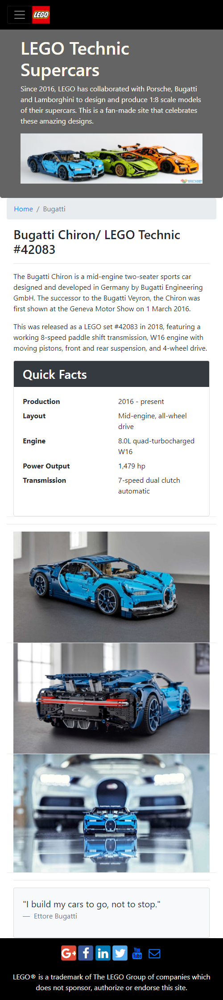 LEGO
LEGO Technic
Supercars
Since 2016, LEGO has collaborated with Porsche, Bugatti
and Lamborghini to design and produce 1:8 scale models
of their supercars. This is a fan-made site that celebrates
these amazing designs.
BRICKSET
Home / Bugatti
Bugatti Chiron/ LEGO Technic
#42083
The Bugatti Chiron is a mid-engine two-seater sports car
designed and developed in Germany by Bugatti Engineering
GmbH. The successor to the Bugatti Veyron, the Chiron was
first shown at the Geneva Motor Show on 1 March 2016.
This was released as a LEGO set #42083 in 2018, featuring a
working 8-speed paddle shift transmission, W16 engine with
moving pistons, front and rear suspension, and 4-wheel drive.
Quick Facts
Production 2016 - present
Layout Mid-engine, all-wheel
drive
Engine 8.0L quad-turbocharged
W16
Power Output 1,479 hp
Transmission 7-speed dual clutch
automatic
Chiron
"I build my cars to go, not to stop."
— Ettore Bugatti
G+ f in You Tube
LEGO® is a trademark of The LEGO Group of companies which
does not sponsor, authorize or endorse this site.